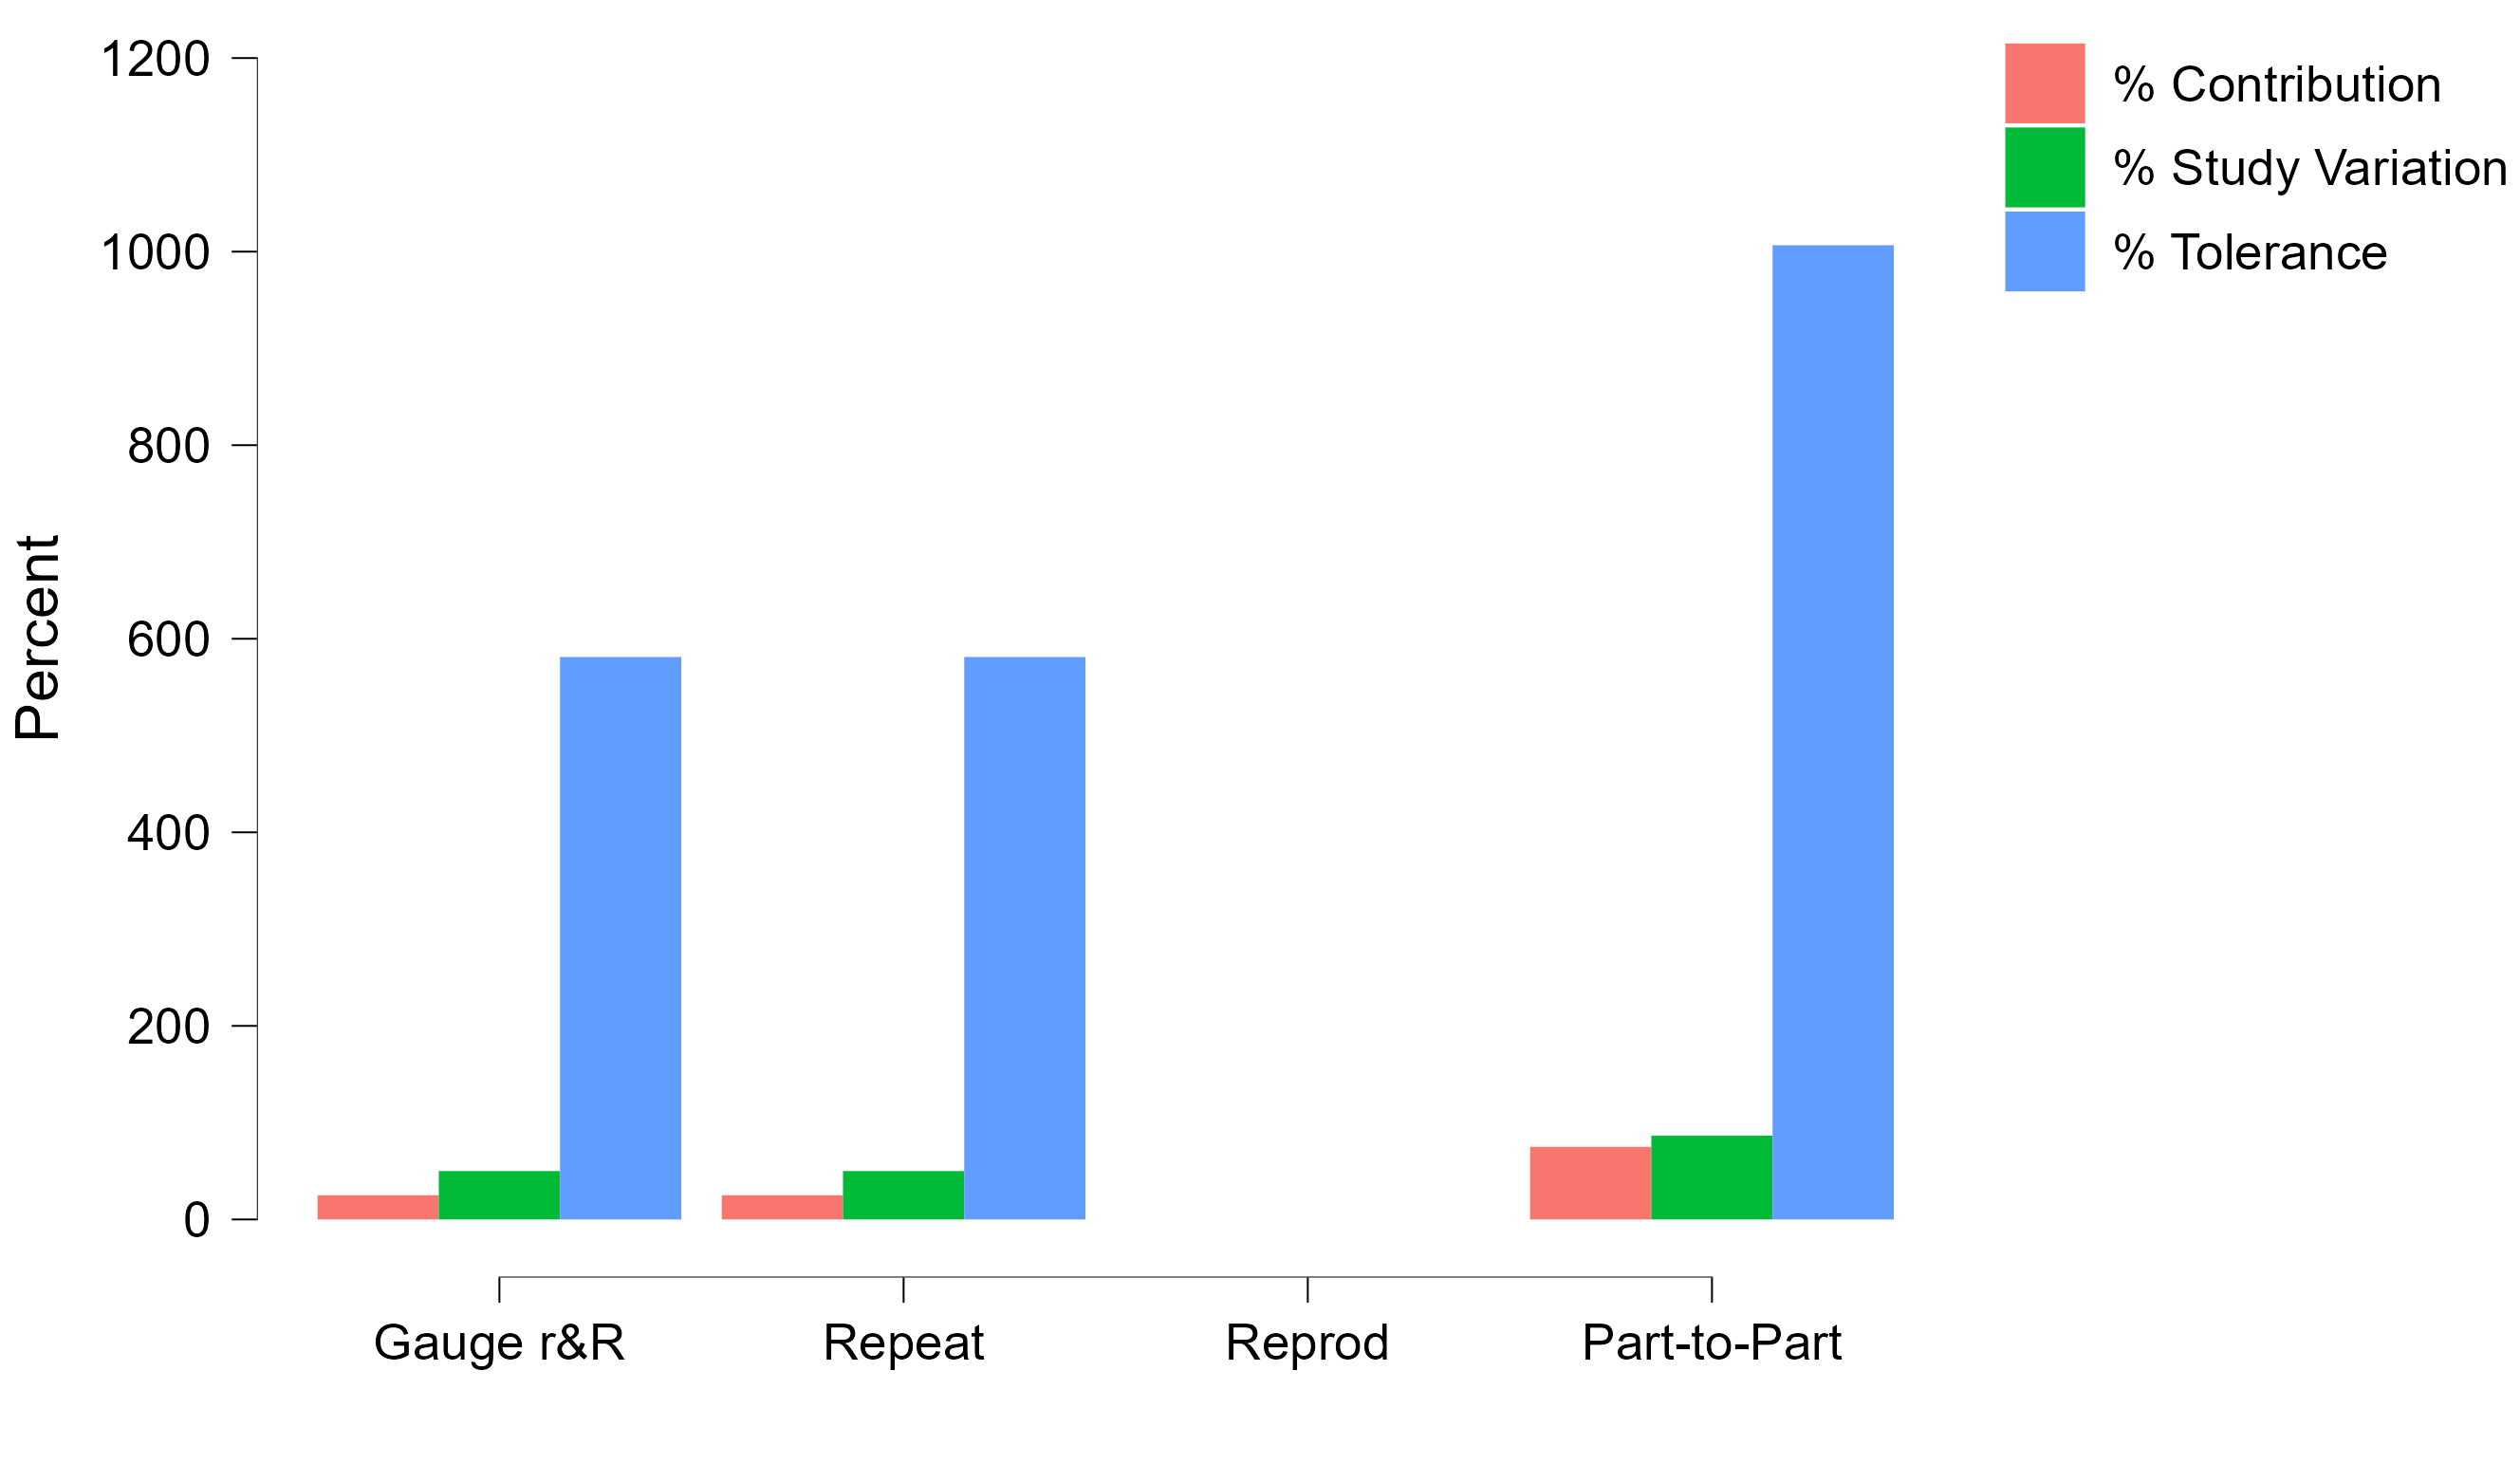 1200
1000
800
600
400
200
0
Percent
Gauge r&R
Repeat
Reprod
Part-to-Part
% Contribution
% Study Variation
% Tolerance